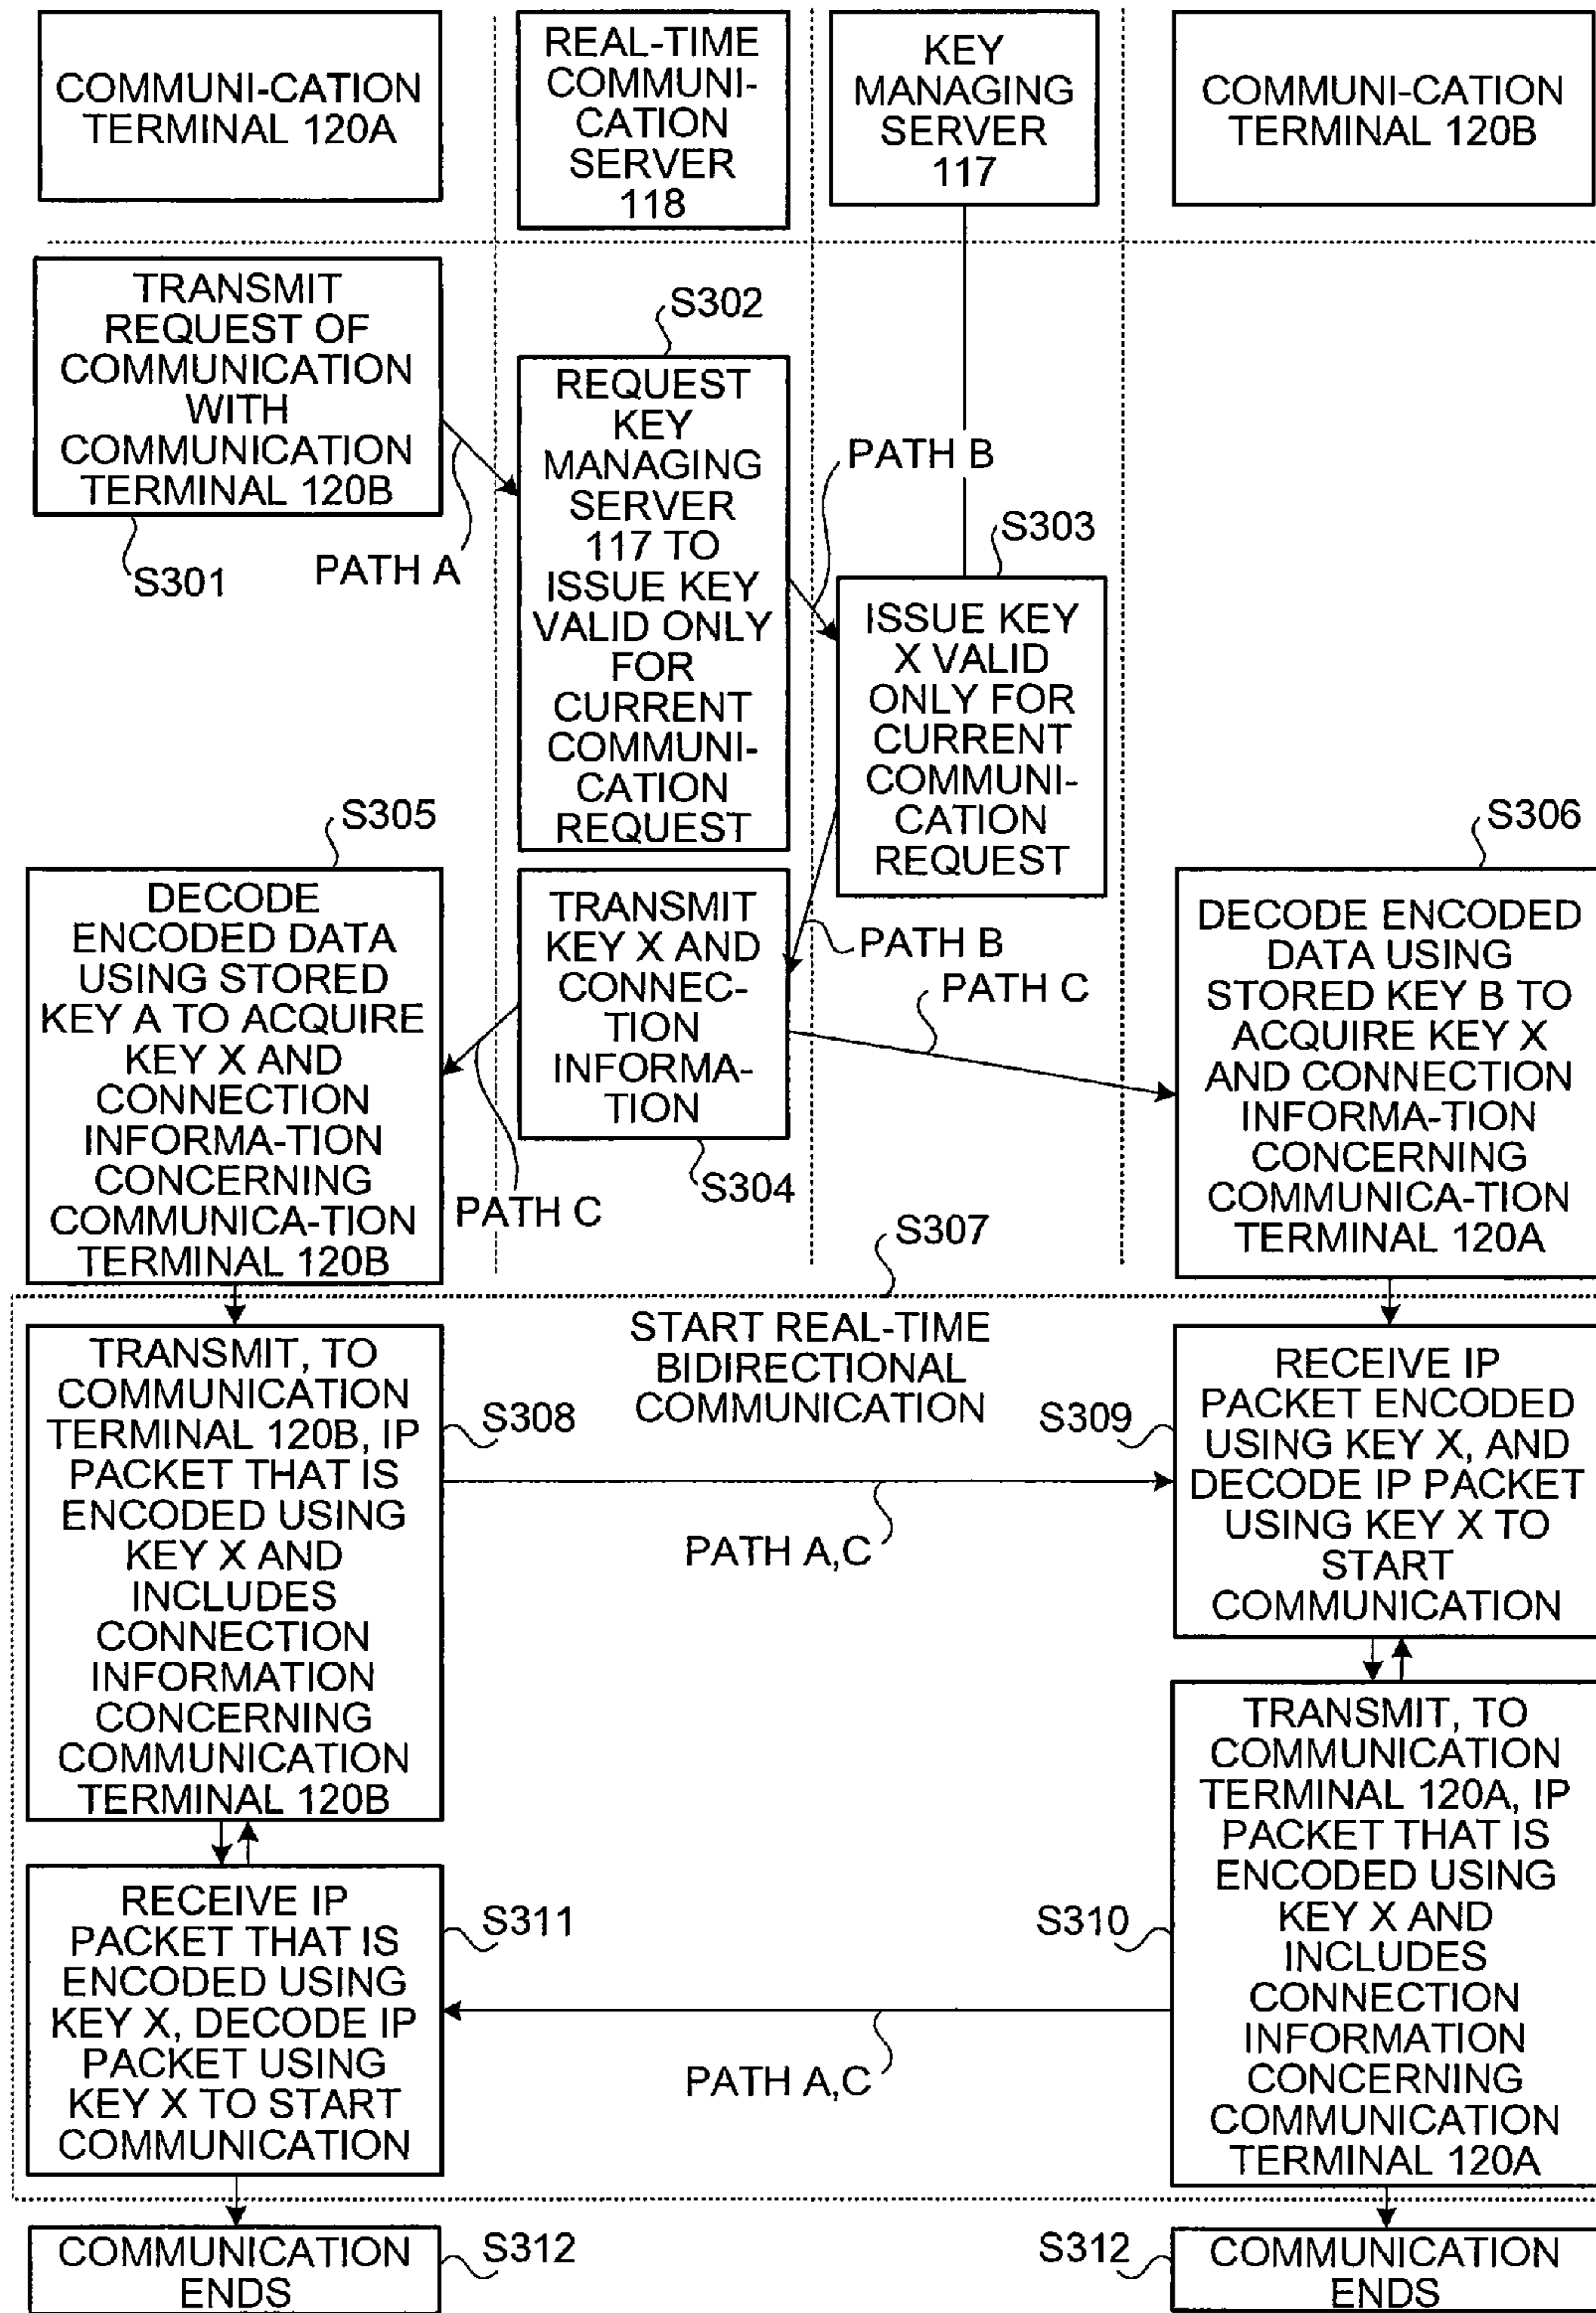 COMMUNI-CATION
TERMINAL 120A
REAL-TIME
COMMUNI-
CATION
SERVER
118
KEY
MANAGING
SERVER
117
COMMUNI-CATION
TERMINAL 120B
TRANSMIT
REQUEST OF
COMMUNICATION
WITH
COMMUNICATION
TERMINAL 120B
S301
PATH A
S302
REQUEST
KEY
MANAGING
SERVER
117 TO
ISSUE KEY
VALID ONLY
FOR
CURRENT
COMMUNI-
CATION
REQUEST
PATH B
S303
ISSUE KEY
X VALID
ONLY FOR
CURRENT
COMMUNI-
CATION
REQUEST
PATH B
TRANSMIT
KEY X AND
CONNEC-
TION
INFORMA-
TION
S304
PATH C
PATH C
S305
DECODE
ENCODED DATA
USING STORED
KEY A TO ACQUIRE
KEY X AND
CONNECTION
INFORMA-TION
CONCERNING
COMMUNICA-TION
TERMINAL 120B
S306
DECODE ENCODED
DATA USING
STORED KEY B TO
ACQUIRE KEY X
AND CONNECTION
INFORMA-TION
CONCERNING
COMMUNICA-TION
TERMINAL 120A
S307
START REAL-TIME
BIDIRECTIONAL
COMMUNICATION
TRANSMIT, TO
COMMUNICATION
TERMINAL 120B, IP
PACKET THAT IS
ENCODED USING
KEY X AND
INCLUDES
CONNECTION
INFORMATION
CONCERNING
COMMUNICATION
TERMINAL 120B
S308
PATH A,C
S309
RECEIVE IP
PACKET ENCODED
USING KEY X, AND
DECODE IP PACKET
USING KEY X TO
START
COMMUNICATION
TRANSMIT, TO
COMMUNICATION
TERMINAL 120A, IP
PACKET THAT IS
ENCODED USING
KEY X AND
INCLUDES
CONNECTION
INFORMATION
CONCERNING
COMMUNICATION
TERMINAL 120A
S310
PATH A,C
RECEIVE IP
PACKET THAT IS
ENCODED USING
KEY X, DECODE IP
PACKET USING
KEY X TO START
COMMUNICATION
S311
COMMUNICATION
ENDS
S312
S312
COMMUNICATION
ENDS